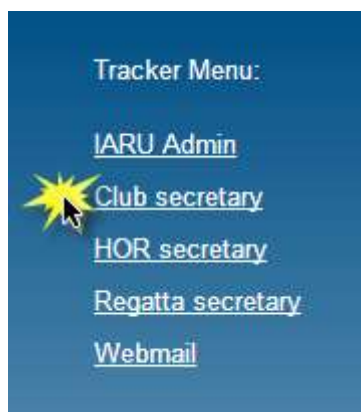 Tracker Menu:
IARU Admin
Club secretary
HOR secretary
Regatta secretary
Webmail